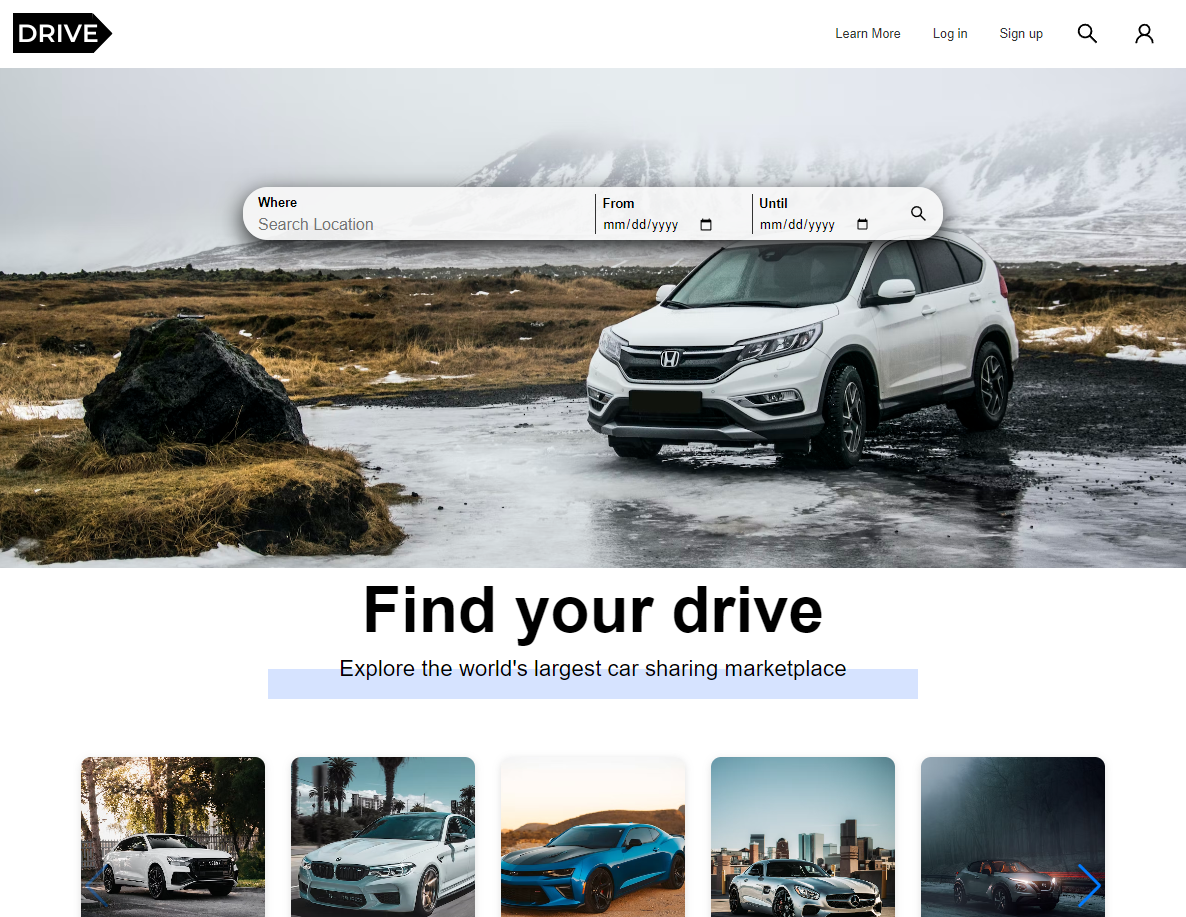 DRIVE
Learn More
Log in
Sign up
Where
From
Until
Search Location
mm/dd/yyyy
mm/dd/yyyy
Find your drive
Explore the world's largest car sharing marketplace